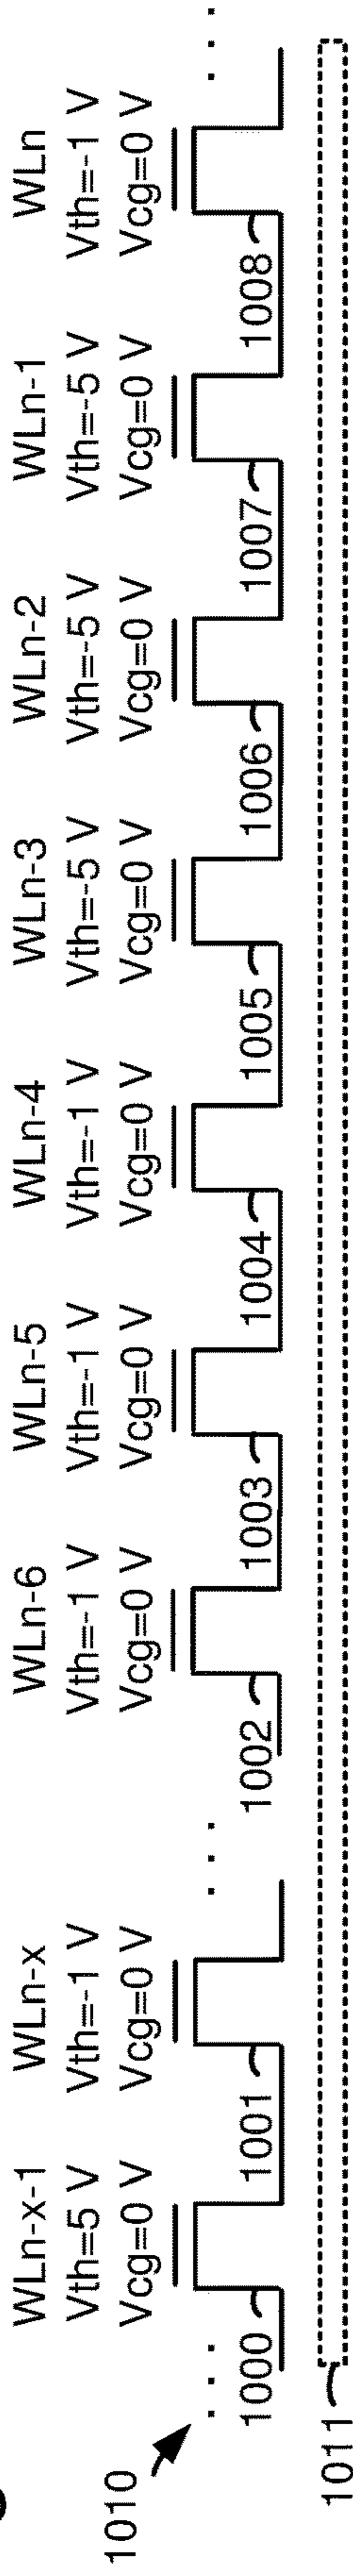 WLn-x-1 WLn-x WLn-6 WLn-5 WLn-4 WLn-3 WLn-2 WLn-1 WLn
Vth=5 V Vth=-1 V Vth=-1 V Vth=-1 V Vth=-1 V Vth=-5 V Vth=-5 V Vth=-5 V Vth=-1 V
Vcg=0 V Vcg=0 V Vcg=0 V Vcg=0 V Vcg=0 V Vcg=0 V Vcg=0 V Vcg=0 V Vcg=0 V
1010 . . . . . . . . .
1000 1001 1002 1003 1004 1005 1006 1007 1008
1011